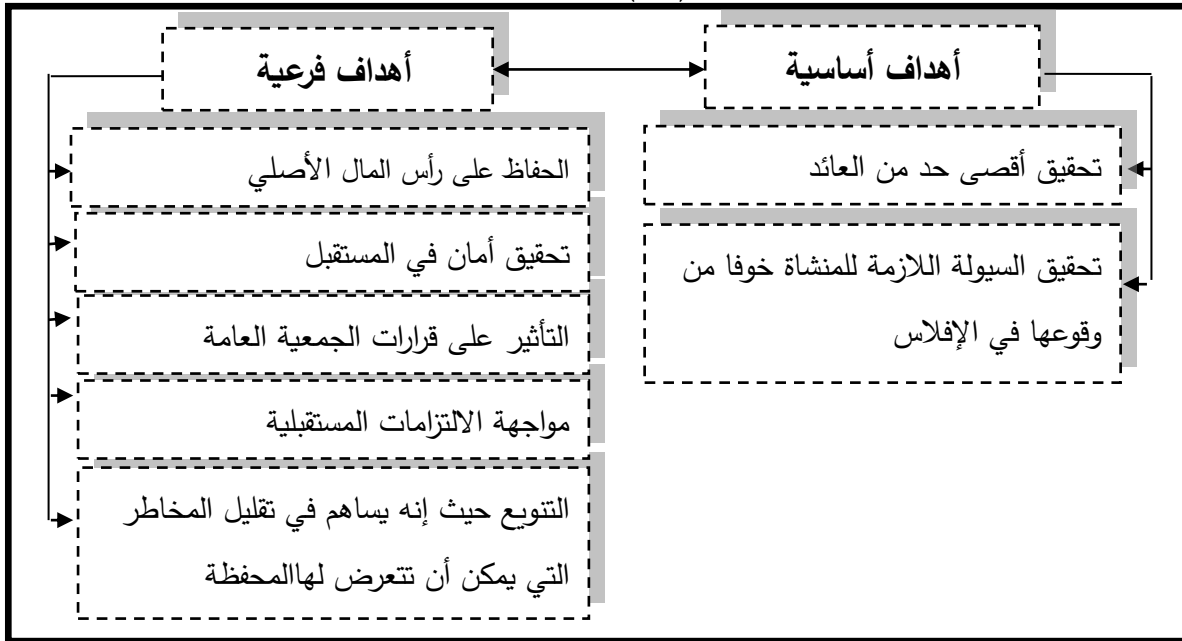 أهداف أساسية
تحقيق أقصى حد من العائد
تحقيق السيولة اللازمة للمنشاة خوفا من
وقوعها في الإفلاس
أهداف فرعية
الحفاظ على رأس المال الأصلي
تحقيق أمان في المستقبل
التأثير على قرارات الجمعية العامة
مواجهة الالتزامات المستقبلية
التنويع حيث إنه يساهم في تقليل المخاطر
التي يمكن أن تتعرض لهاالمحفظة